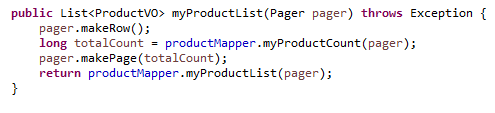 public List<ProductVO> myProductList(Pager pager) throws Exception {
    pager.makeRow();
    long totalCount = productMapper.myProductCount(pager);
    pager.makePage(totalCount);
    return productMapper.myProductList(pager);
}